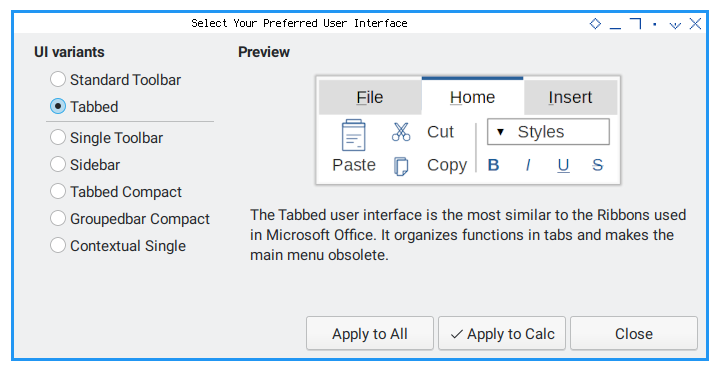 Select Your Preferred User Interface
UI variants
Standard Toolbar
Tabbed
Single Toolbar
Sidebar
Tabbed Compact
Groupedbar Compact
Contextual Single
Preview
File Home Insert
Cut Styles
Paste Copy B I U S
The Tabbed user interface is the most similar to the Ribbons used
in Microsoft Office. It organizes functions in tabs and makes the
main menu obsolete.
Apply to All Apply to Calc Close